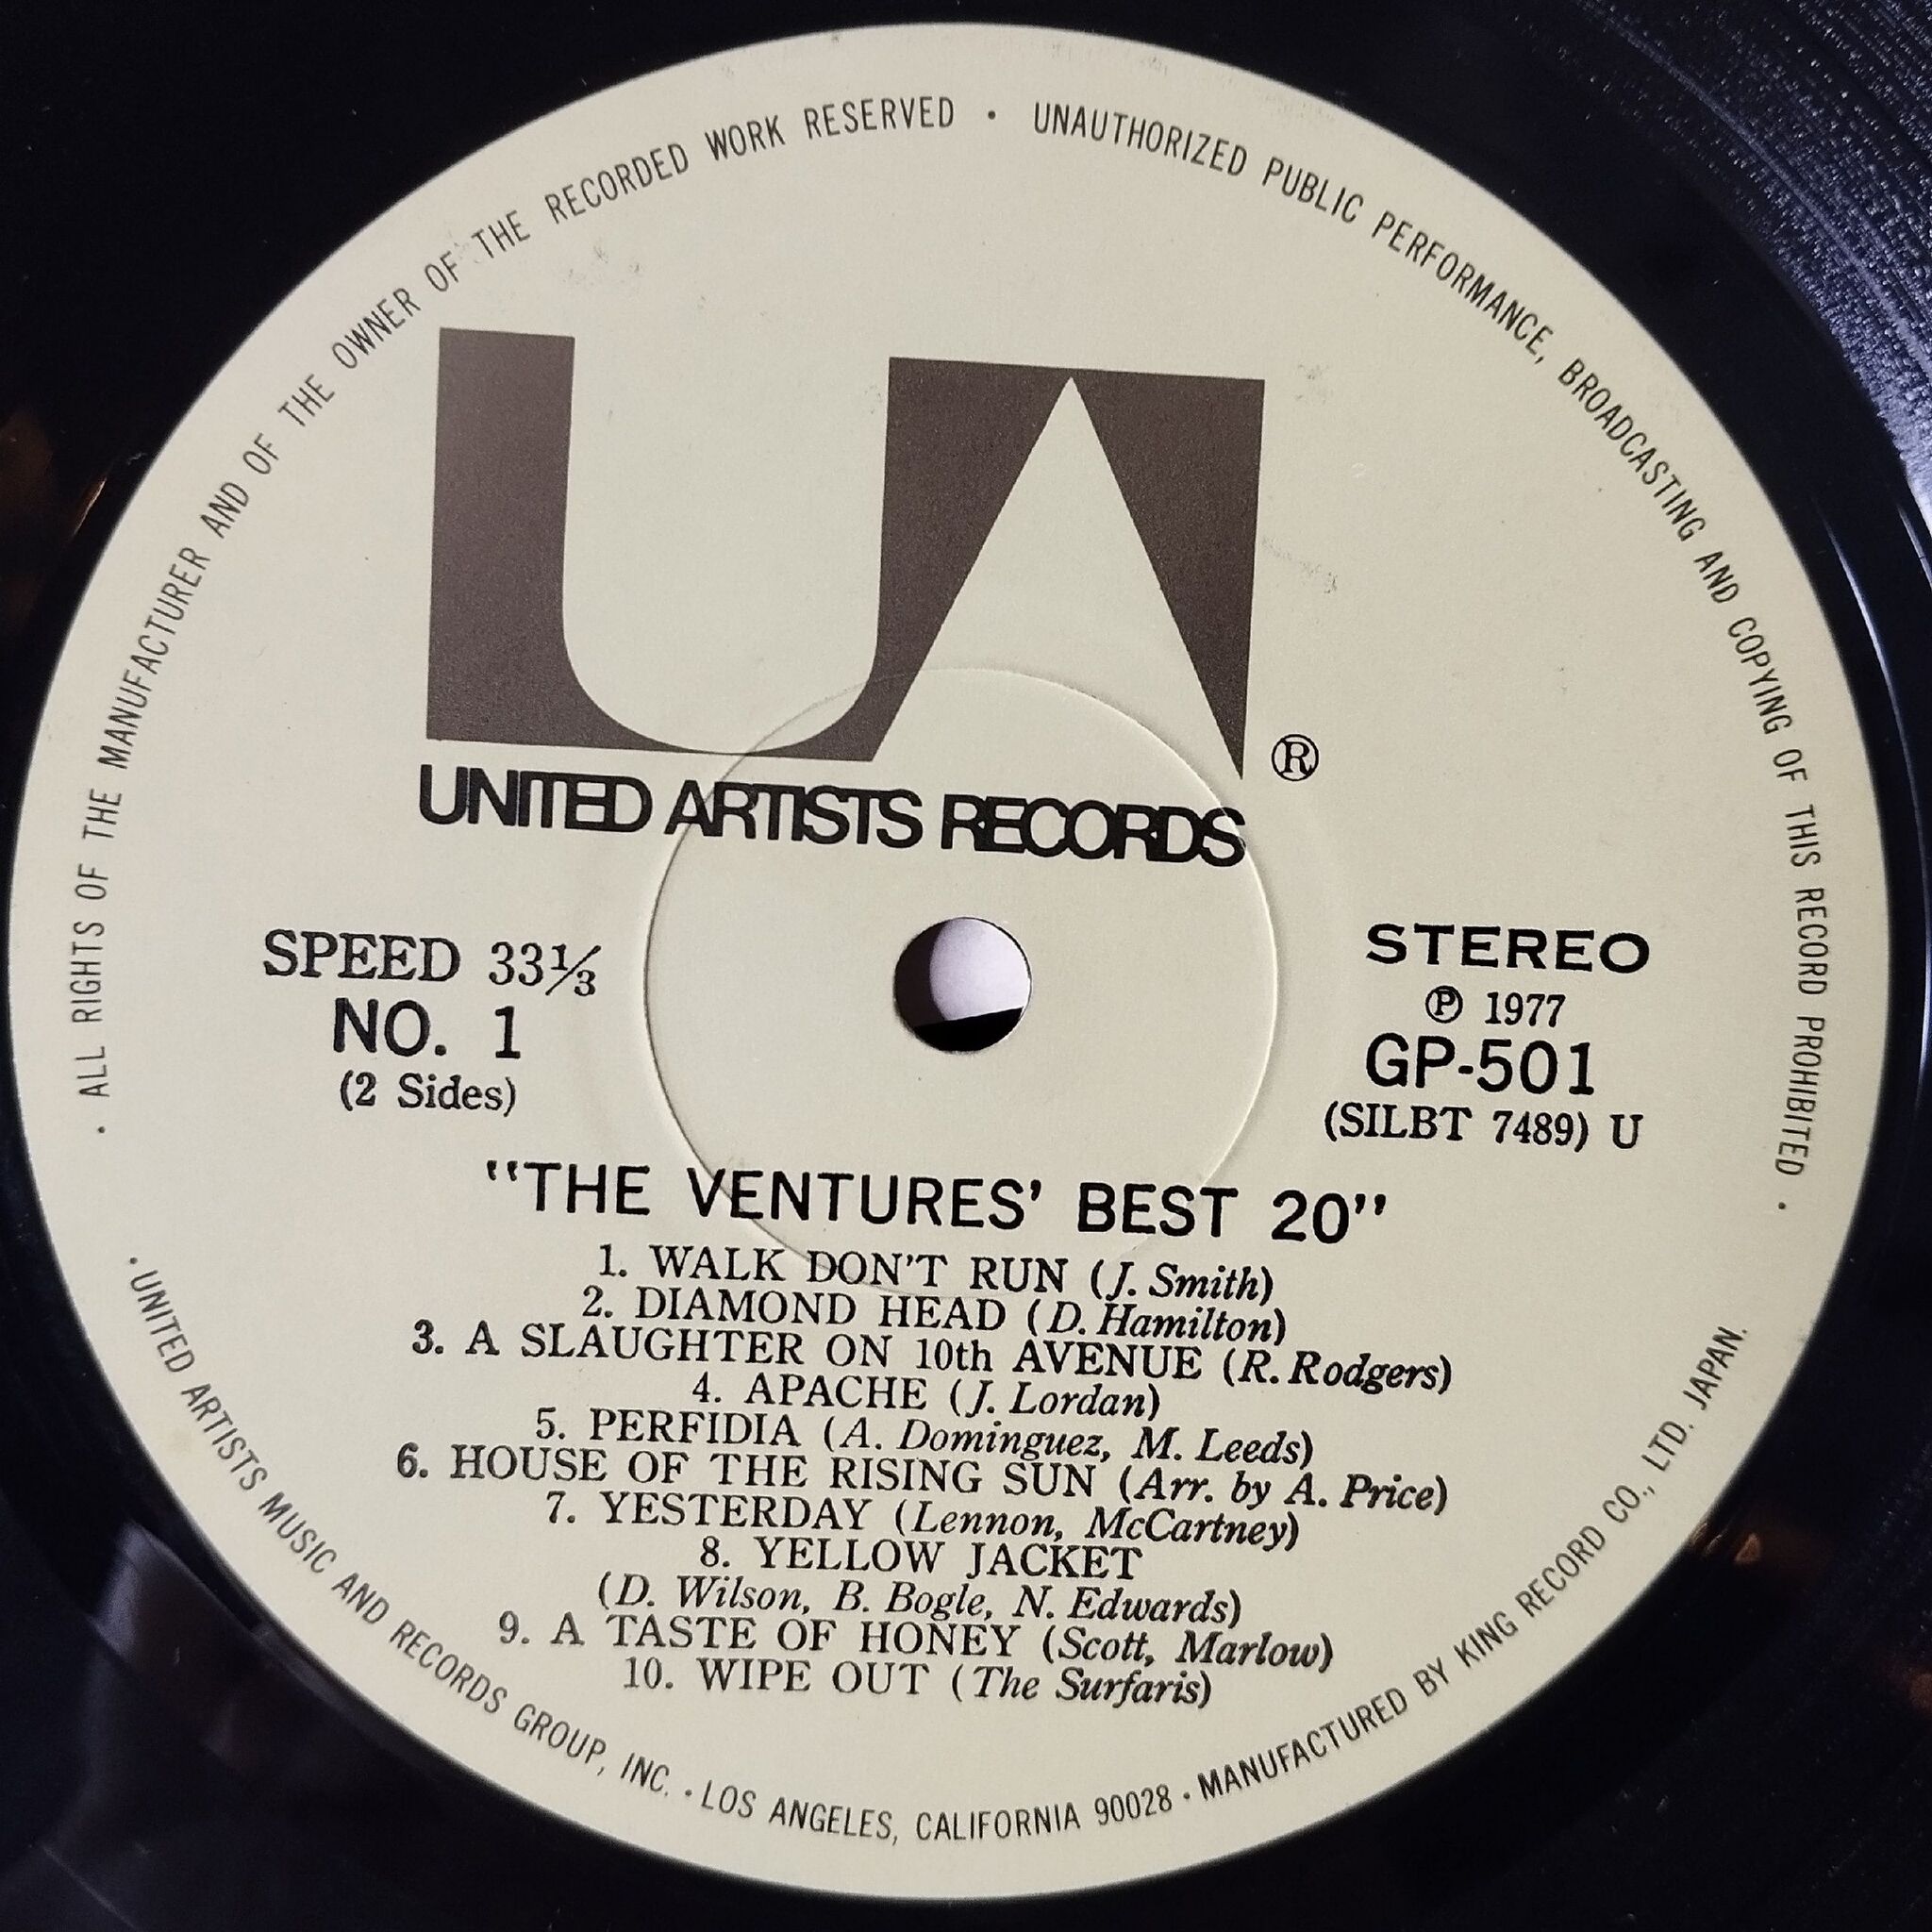 · ALL RIGHTS OF THE MANUFACTURER AND OF THE OWNER OF THE RECORDED WORK RESERVED · UNAUTHORIZED PUBLIC PERFORMANCE, BROADCASTING AND COPYING OF THIS RECORD PROHIBITED ·
UA
®
UNITED ARTISTS RECORDS
SPEED 33⅓
NO. 1
(2 Sides)
STEREO
Ⓟ 1977
GP-501
(SILBT 7489) U
"THE VENTURES' BEST 20"
1. WALK DON'T RUN (J. Smith)
2. DIAMOND HEAD (D. Hamilton)
3. A SLAUGHTER ON 10th AVENUE (R. Rodgers)
4. APACHE (J. Lordan)
5. PERFIDIA (A. Dominguez, M. Leeds)
6. HOUSE OF THE RISING SUN (Arr. by A. Price)
7. YESTERDAY (Lennon, McCartney)
8. YELLOW JACKET
(D. Wilson, B. Bogle, N. Edwards)
9. A TASTE OF HONEY (Scott, Marlow)
10. WIPE OUT (The Surfaris)
· UNITED ARTISTS MUSIC AND RECORDS GROUP, INC. · LOS ANGELES, CALIFORNIA 90028 · MANUFACTURED BY KING RECORD CO., LTD. JAPAN.